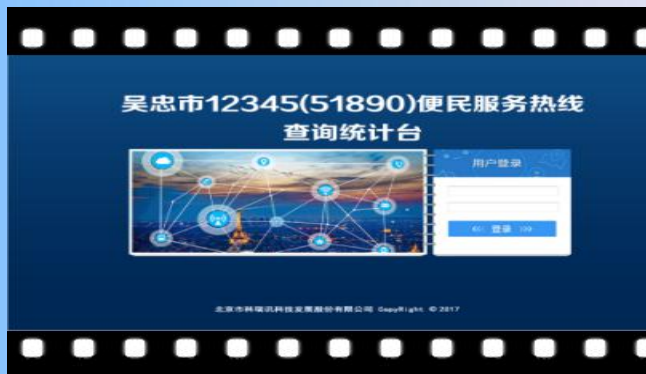 吴忠市12345(51890)便民服务热线
查询统计台
用户登录
登录
北京市科瑞讯科技发展股份有限公司 CopyRight © 2017